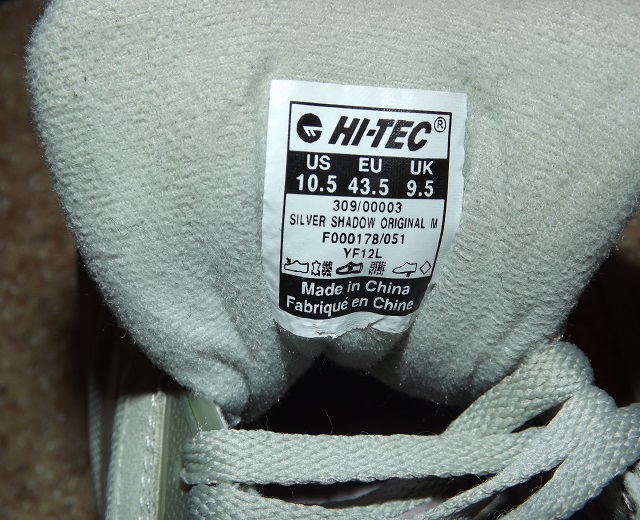 HI-TEC®
US EU UK
10.5 43.5 9.5
309/00003
SILVER SHADOW ORIGINAL M
F000178/051
YF12L
Made in China
Fabriqué en Chine